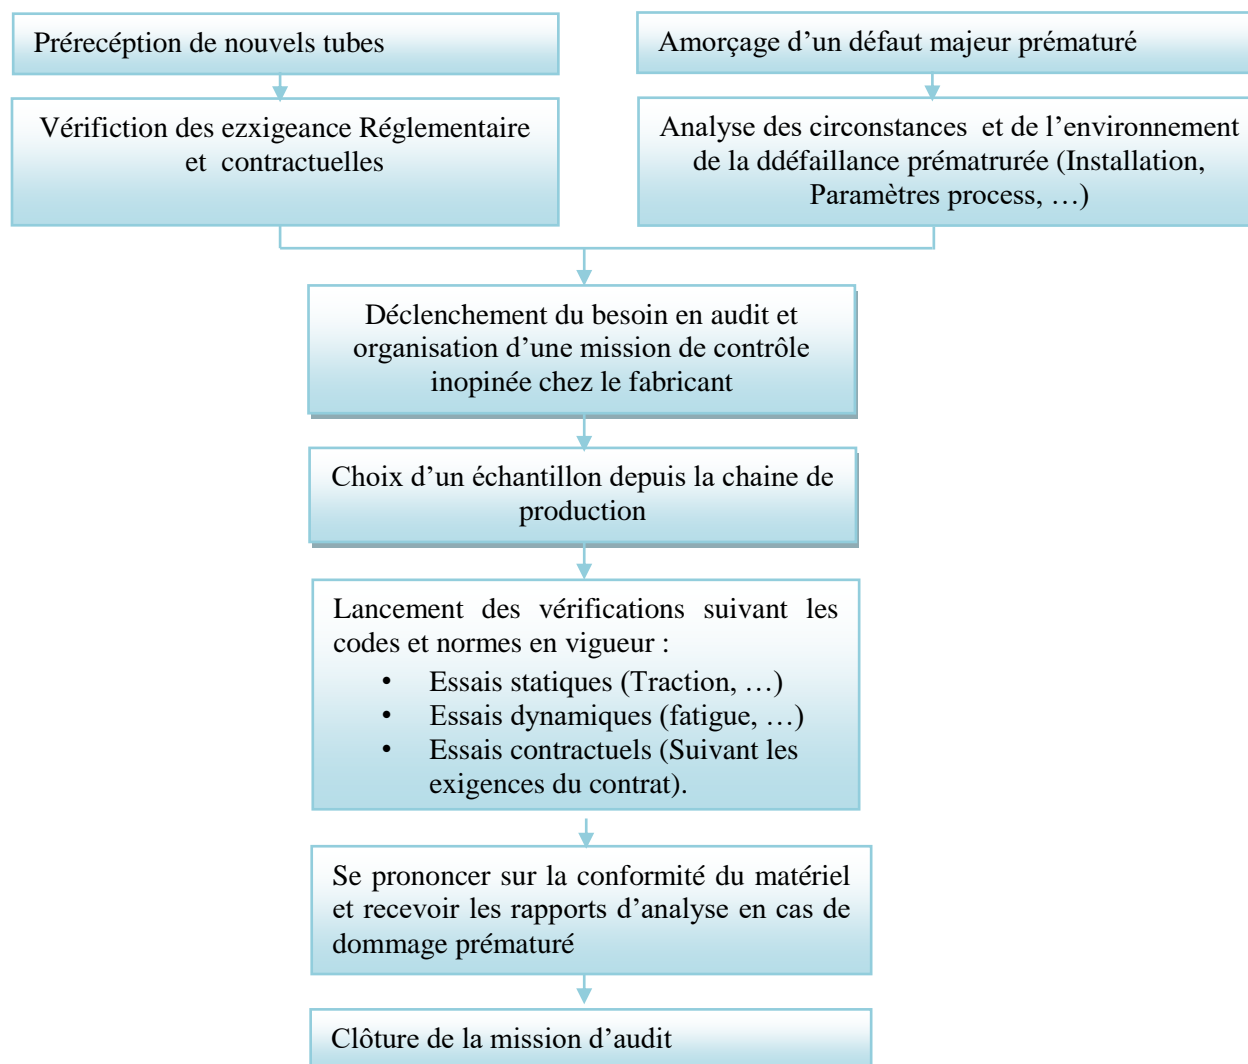 Prérecéption de nouvels tubes
Amorçage d’un défaut majeur prématuré
Vérifiction des ezxigeance Réglementaire
et contractuelles
Analyse des circonstances et de l’environnement
de la ddéfaillance prématrurée (Installation,
Paramètres process, …)
Déclenchement du besoin en audit et
organisation d’une mission de contrôle
inopinée chez le fabricant
Choix d’un échantillon depuis la chaine de
production
Lancement des vérifications suivant les
codes et normes en vigueur :
• Essais statiques (Traction, …)
• Essais dynamiques (fatigue, …)
• Essais contractuels (Suivant les
exigences du contrat).
Se prononcer sur la conformité du matériel
et recevoir les rapports d’analyse en cas de
dommage prématuré
Clôture de la mission d’audit